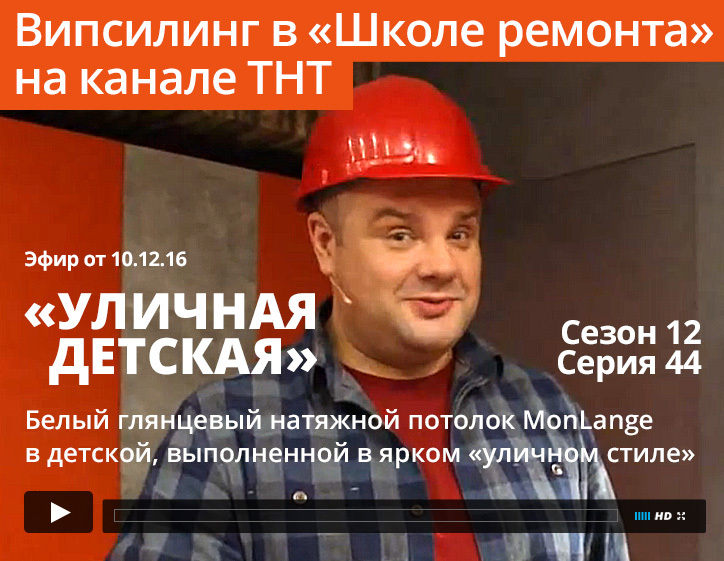 Випсилинг в «Школе ремонта»
на канале ТНТ
Эфир от 10.12.16
«УЛИЧНАЯ
ДЕТСКАЯ»
Сезон 12
Серия 44
Белый глянцевый натяжной потолок MonLange
в детской, выполненной в ярком «уличном стиле»
HD